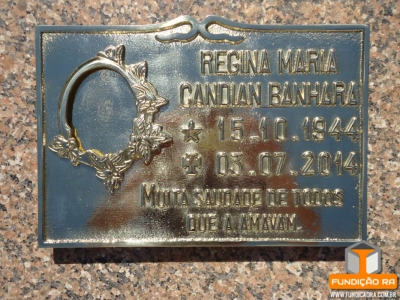 REGINA MARIA
CANDIAN BANHARA
15.10.1944
05.07.2014
MUITA SAUDADE DE TODOS
QUE A AMAVAM.
FUNDIÇÃO RA
WWW.FUNDICAORA.COM.BR